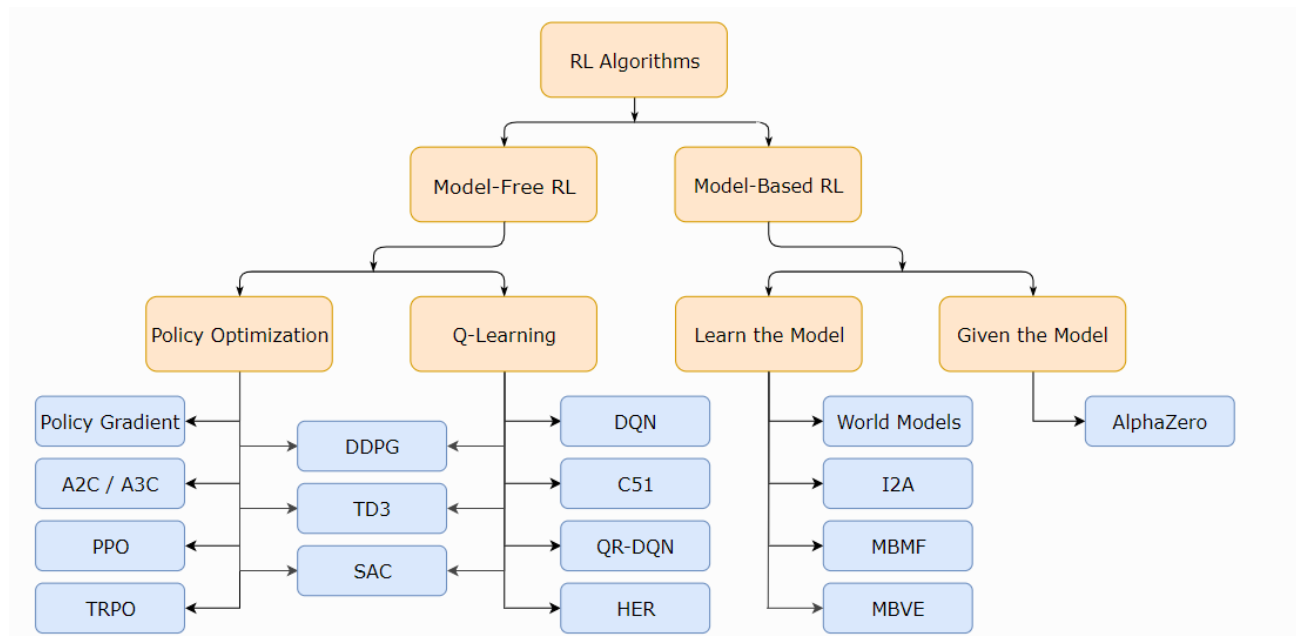 RL Algorithms
Model-Free RL
Model-Based RL
Policy Optimization
Q-Learning
Learn the Model
Given the Model
Policy Gradient
DDPG
DQN
World Models
AlphaZero
A2C / A3C
TD3
C51
I2A
PPO
SAC
QR-DQN
MBMF
TRPO
HER
MBVE